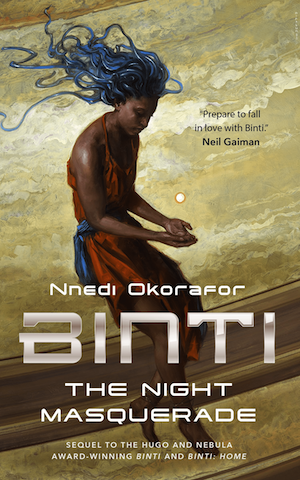 "Prepare to fall
in love with Binti."
Neil Gaiman
Nnedi Okorafor
BINTI
THE NIGHT
MASQUERADE
SEQUEL TO THE HUGO AND NEBULA
AWARD-WINNING BINTI AND BINTI: HOME